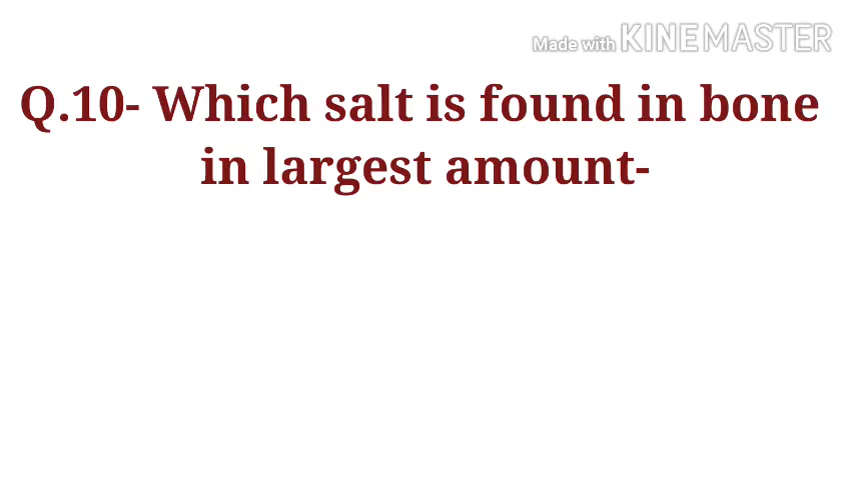 Made with KINEMASTER
Q.10- Which salt is found in bone
in largest amount-